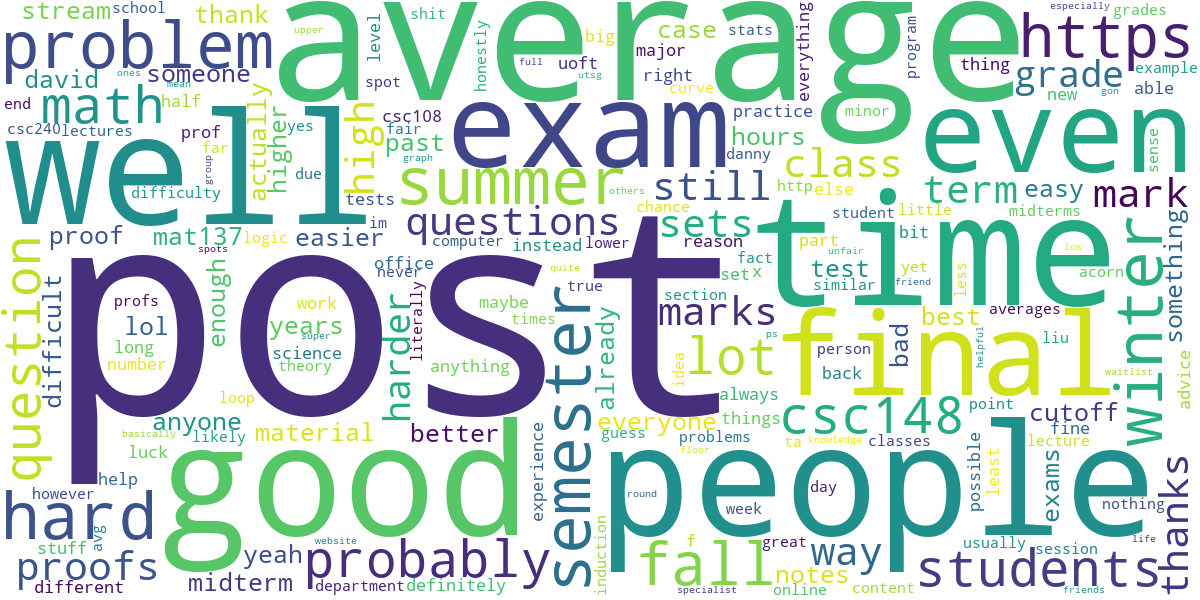 stream
school
thank
upper
average
shit
honestly
level
big
case
stats
everything
program
especially
grades
https
problem
david
someone
spot
full
uoft
utsg
major
right
curve
thing
grade
example
able
new
ones
mean
gon
end
math
half
actually
higher
high
csc108
exam
practice
minor
even
sense
csc240
lectures
prof
yes
fair
past
hours
danny
well
far
group
due
tests
graph
summer
others
still
class
http
else
term
easy
mark
difficulty
im
chance
student
little
midterms
proof
mat137
logic
easier
questions
sets
time
bit
something
spots
computer
instead
lower
reason
part
unfair
low
question
difficult
enough
office
never
quite
true
fact
set
x
test
similar
yet
friend
less
acorn
winter
profs
work
post
maybe
times
section
marks
averages
lol
years
super
science
theory
literally
harder
semester
already
ps
final
best
bad
liu
helpful
long
number
anything
idea
lot
person
back
waitlist
advice
loop
always
things
csc148
point
cutoff
fine
anyone
likely
basically
luck
material
better
everyone
guess
problems
floor
ta
knowledge
classes
lecture
help
good
experience
people
possible
least
exams
however
hard
avg
round
week
day
nothing
thanks
stuff
proofs
yeah
website
probably
induction
f
great
way
usually
session
life
different
midterm
department
definitely
fall
specialist
notes
online
content
students
friends